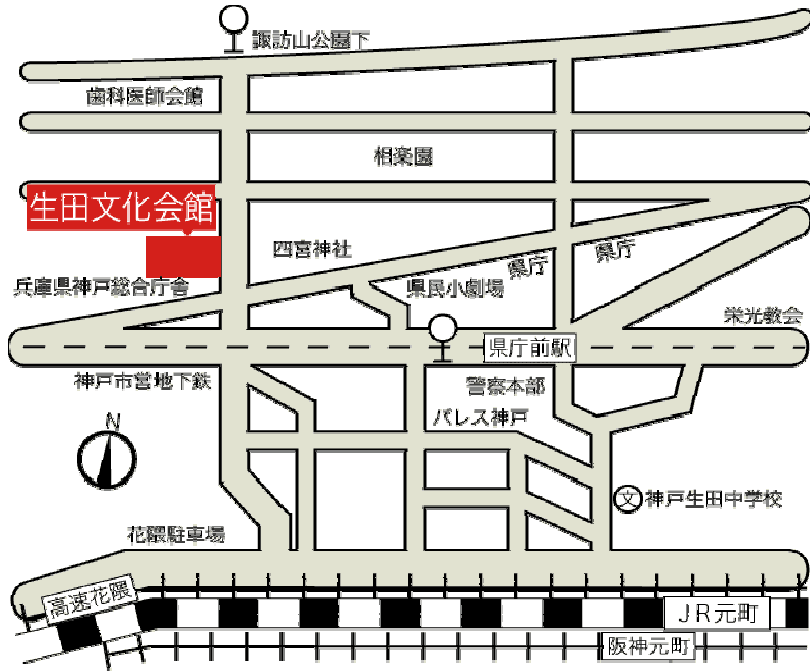 諏訪山公園下
歯科医師会館
相楽園
生田文化会館
四宮神社
県庁
県庁
兵庫県神戸総合庁舎
県民小劇場
栄光教会
県庁前駅
神戸市営地下鉄
警察本部
パレス神戸
N
文
神戸生田中学校
花隈駐車場
高速花隈
JR元町
阪神元町